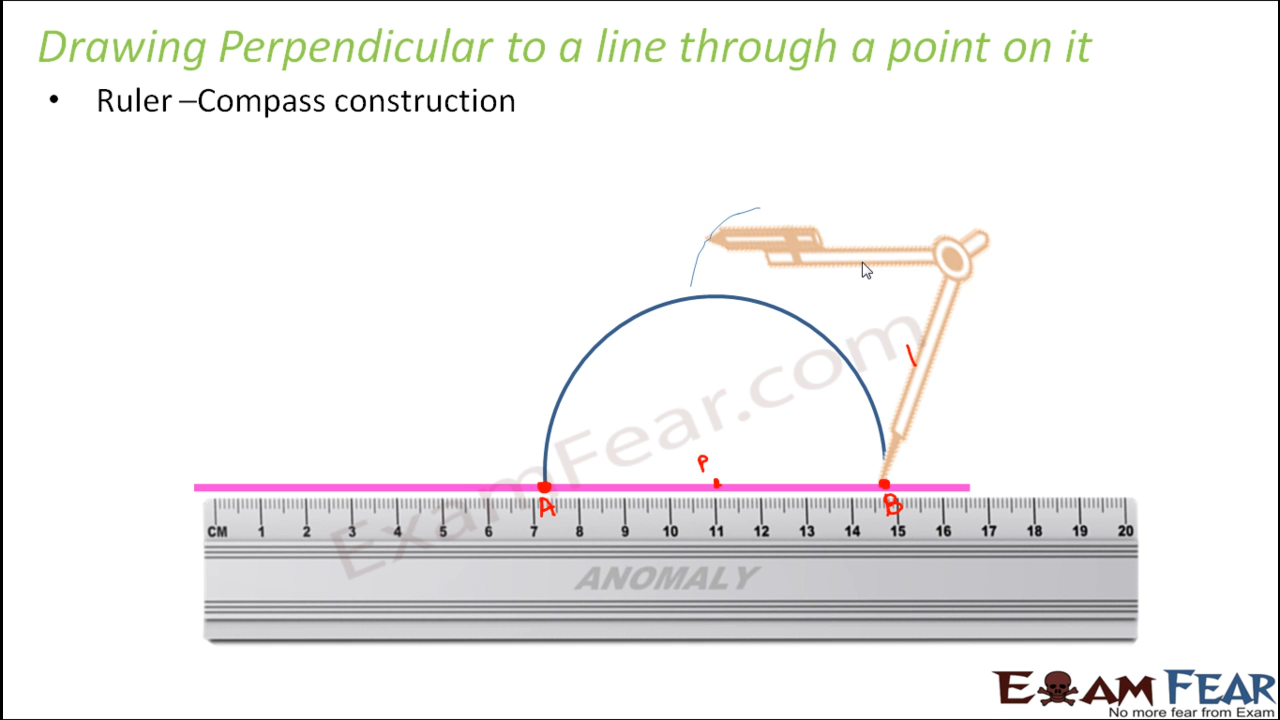 Drawing Perpendicular to a line through a point on it
• Ruler –Compass construction
ExamFear.com
P
A
B
CM 1 2 3 4 5 6 7 8 9 10 11 12 13 14 15 16 17 18 19 20
ANOMALY
EXAM FEAR
No more fear from Exam